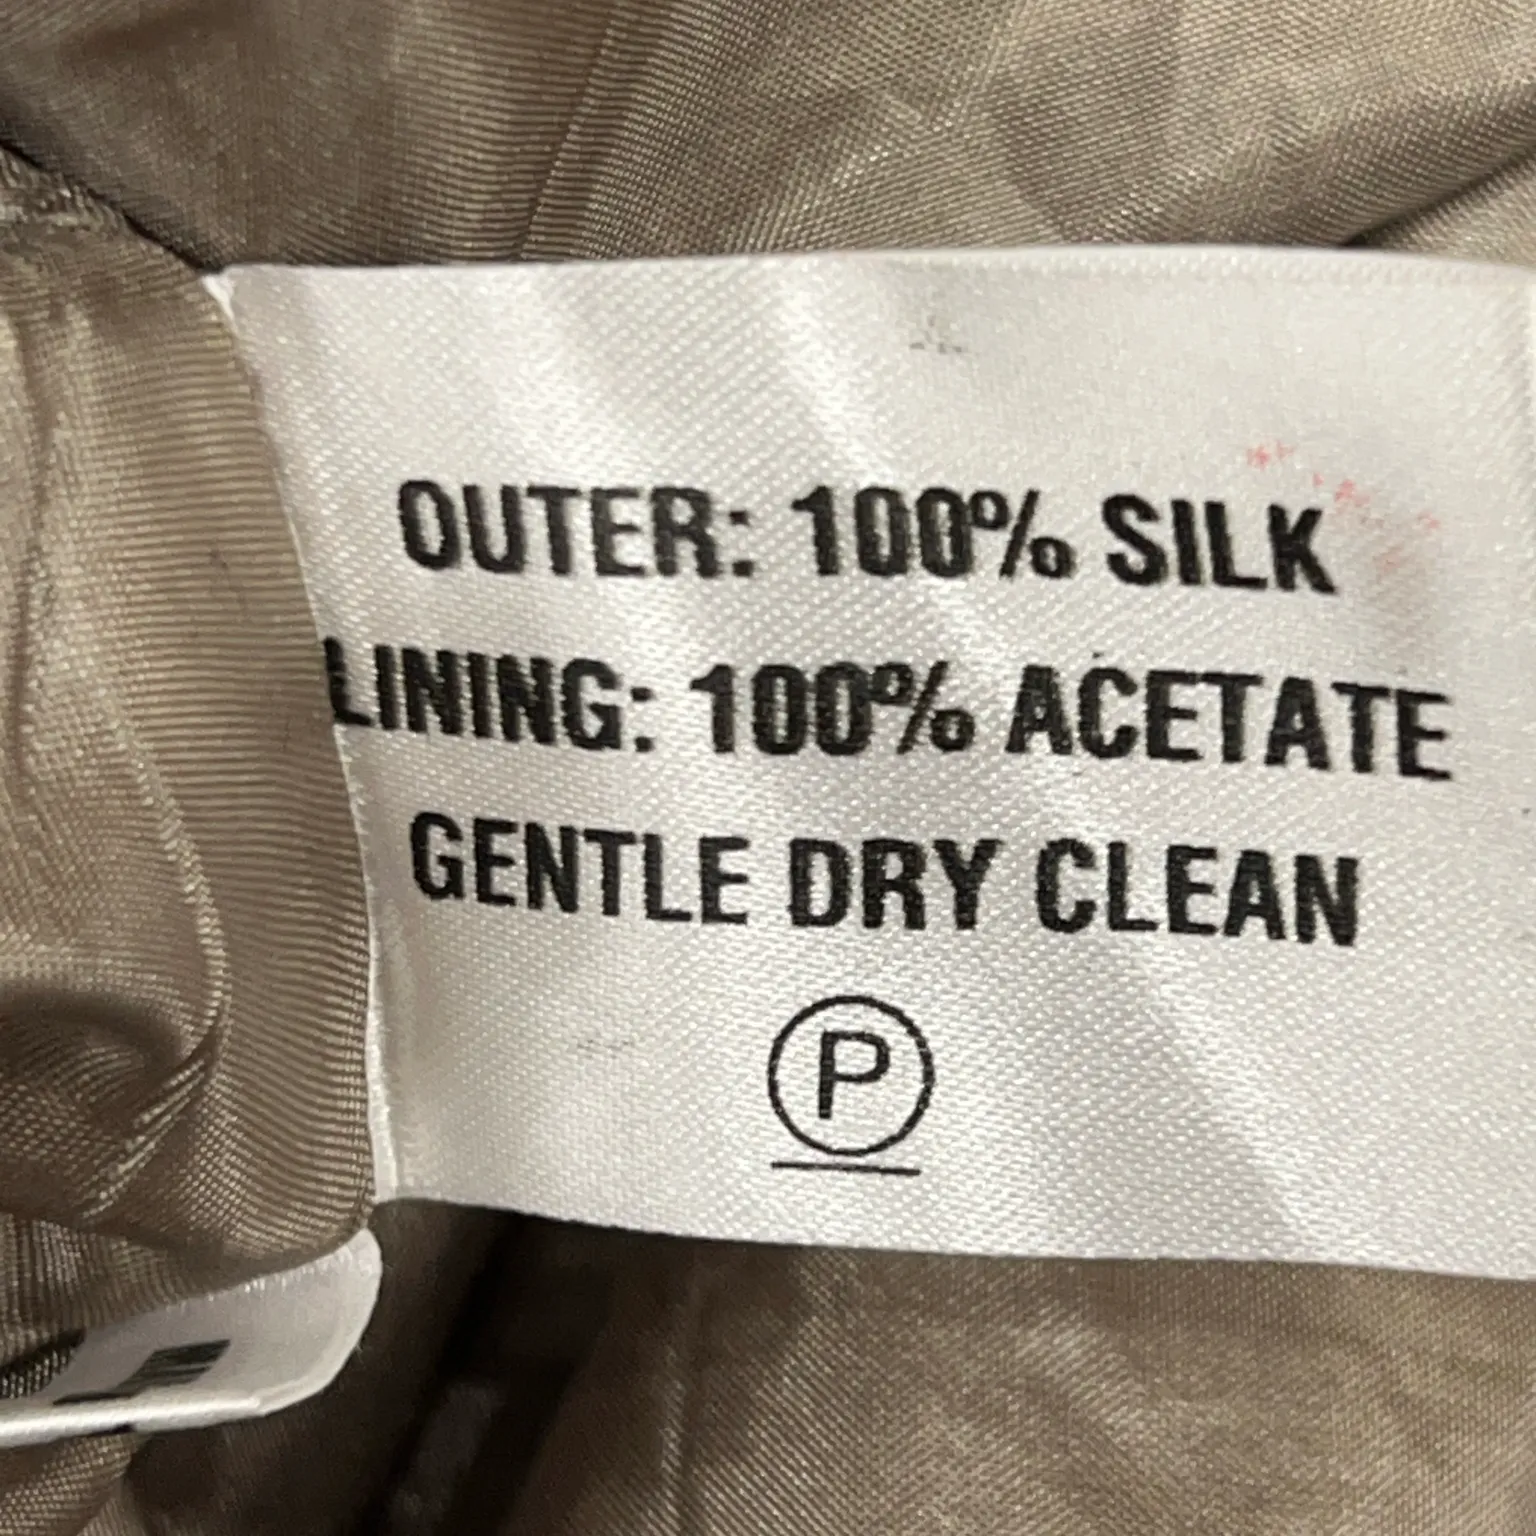 OUTER: 100% SILK
LINING: 100% ACETATE
GENTLE DRY CLEAN
P